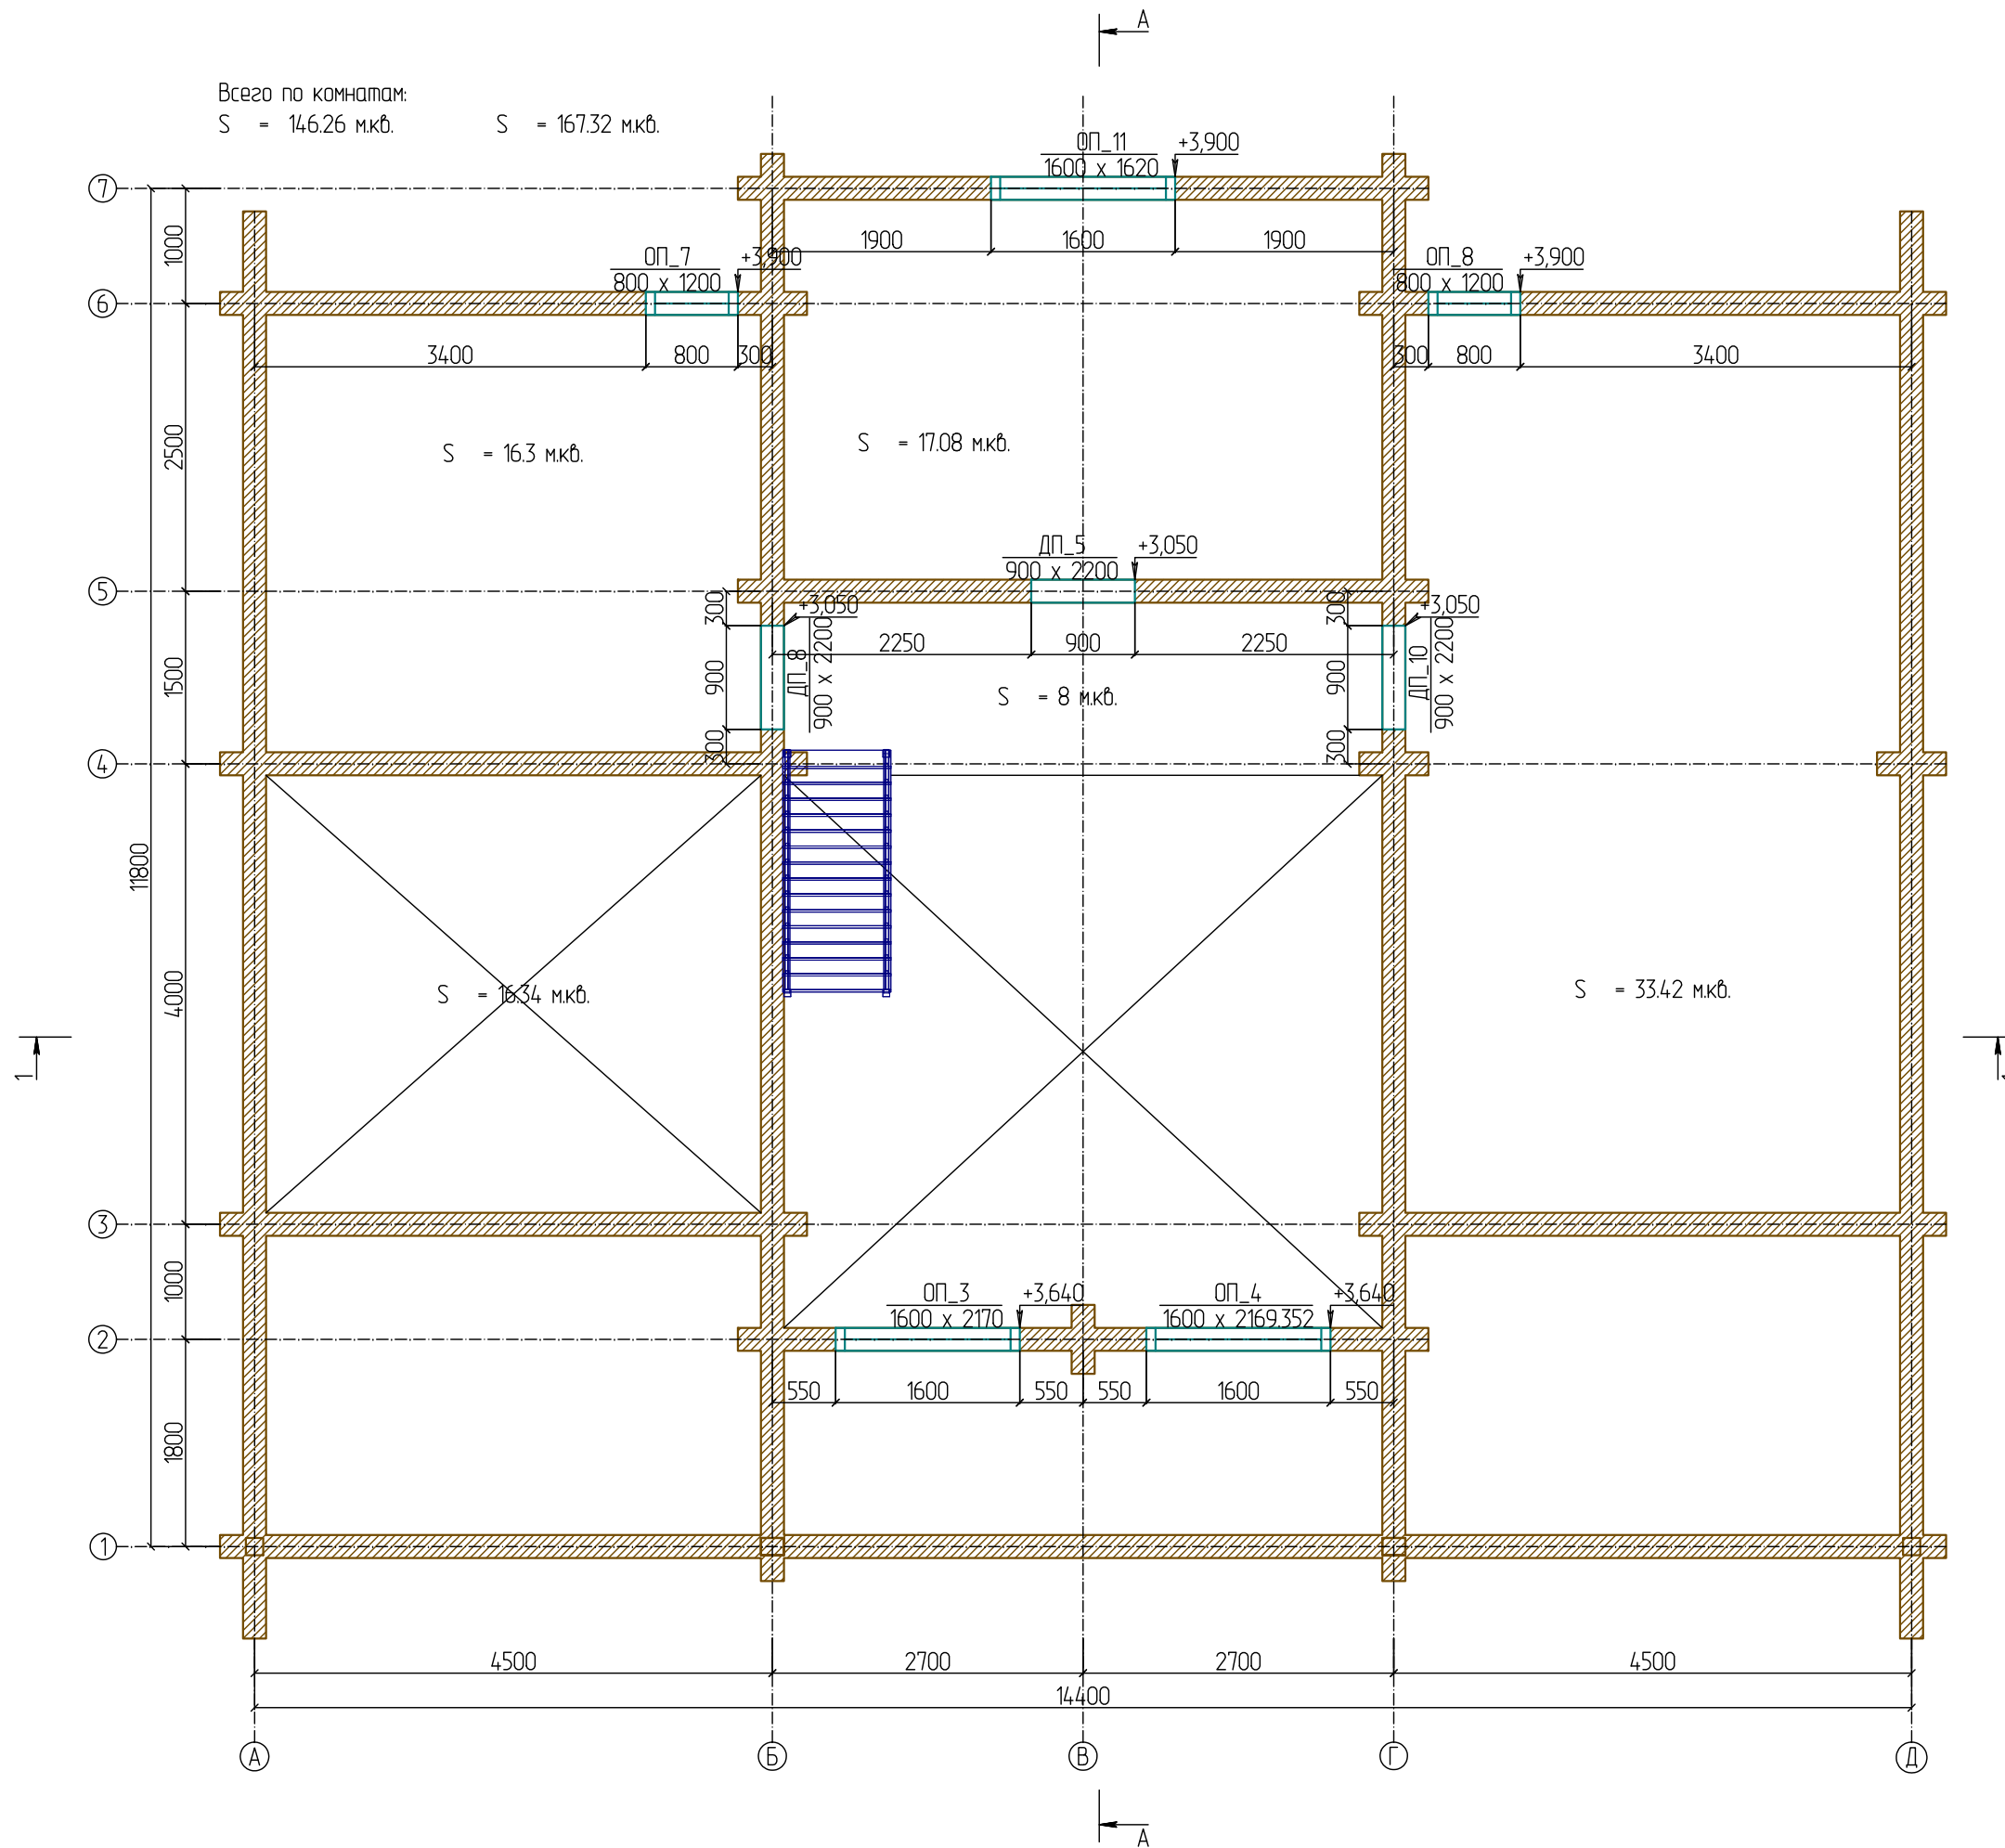 А
Всего по комнатам:
S = 146.26 м.кв. S = 167.32 м.кв.
ОП_11 +3,900
1600 x 1620
7
1900 1600 1900
1000
ОП_7 +3,900
800 x 1200
ОП_8 +3,900
800 x 1200
6
3400 800 300
300 800 3400
2500
S = 16.3 м.кв.
S = 17.08 м.кв.
ДП_5 +3,050
900 x 2200
5
300
+3,050
300
+3,050
2250 900 2250
1500
900
ДП_8
900 x 2200
900
ДП_10
900 x 2200
S = 8 м.кв.
300
300
4
11800
4000
S = 16.34 м.кв.
S = 33.42 м.кв.
1
3
1000
ОП_3 +3,640
1600 x 2170
ОП_4 +3,640
1600 x 2169.352
2
550 1600 550 550 1600 550
1800
1
4500 2700 2700 4500
14400
А Б В Г Д
А